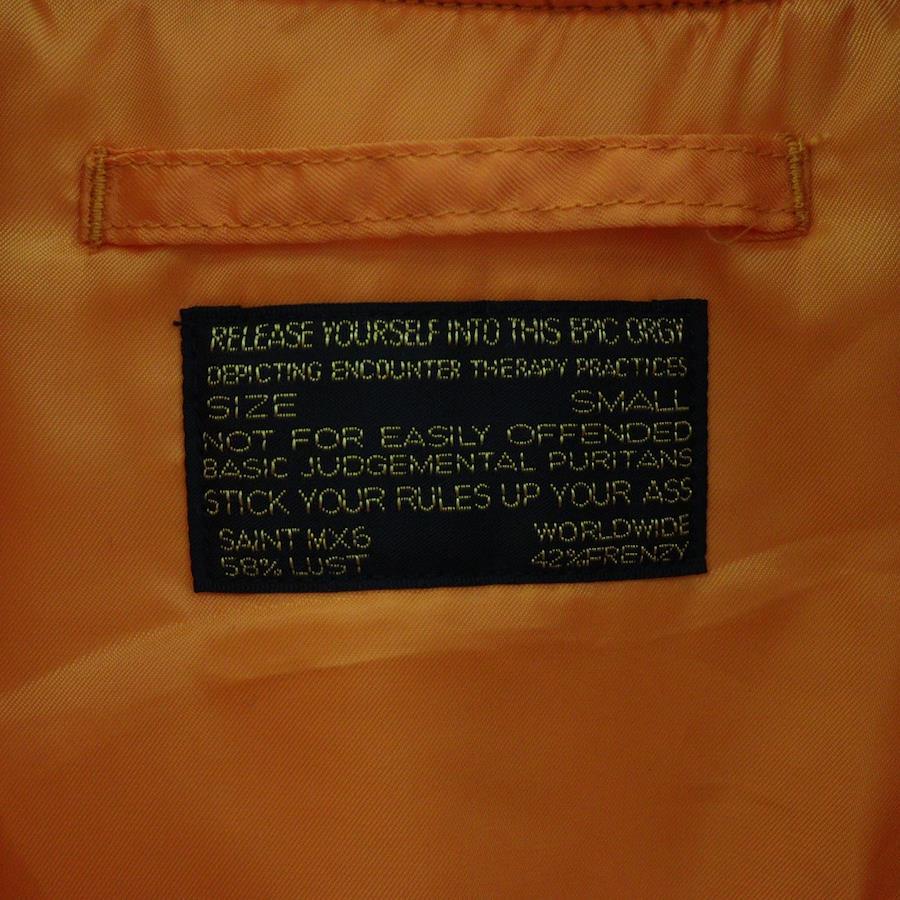 RELEASE YOURSELF INTO THIS EPIC ORGY
DEPICTING ENCOUNTER THERAPY PRACTICES
SIZE SMALL
NOT FOR EASILY OFFENDED
BASIC JUDGEMENTAL PURITANS
STICK YOUR RULES UP YOUR ASS
SAINT MX6 WORLDWIDE
58% LUST 42% FRENZY